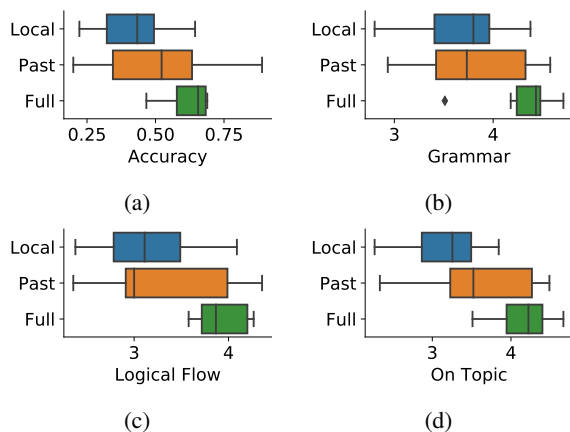 Local
Past
Full
0.25 0.50 0.75
Accuracy
(a)
Local
Past
Full
3 4
Grammar
(b)
Local
Past
Full
3 4
Logical Flow
(c)
Local
Past
Full
3 4
On Topic
(d)